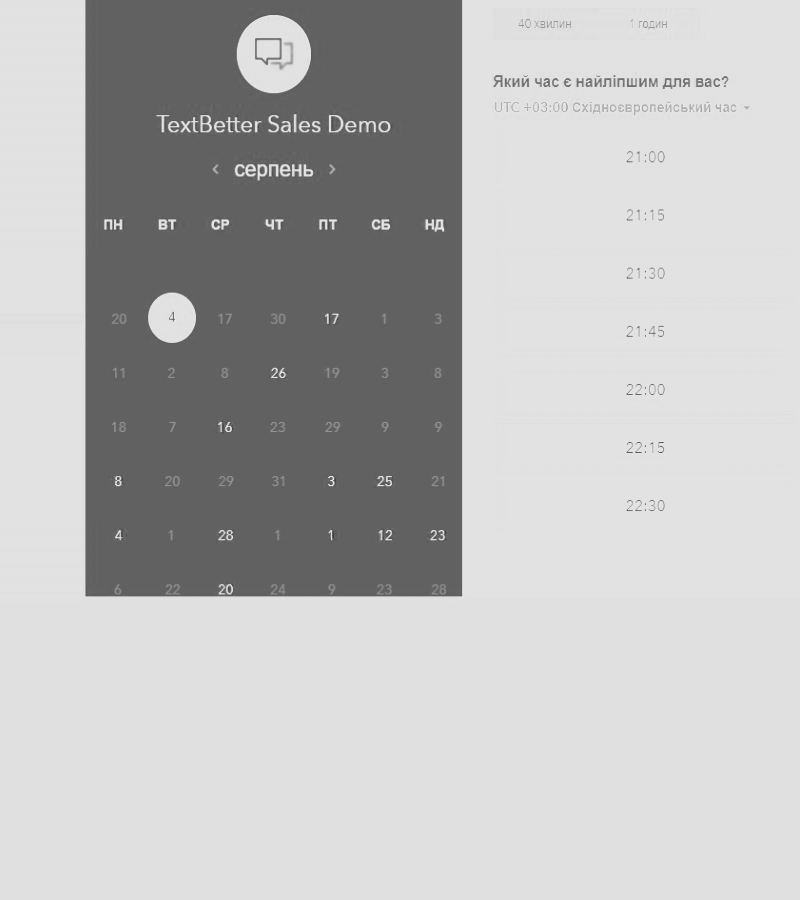 TextBetter Sales Demo
серпень
ПН ВТ СР ЧТ ПТ СБ НД
20 4 17 30 17 1 3
11 2 8 26 19 3 8
18 7 16 23 29 9 9
8 20 29 31 3 25 21
4 1 28 1 1 12 23
6 22 20 24 9 23 28
40 хвилин 1 годин
Який час є найліпшим для вас?
UTC +03:00 Східноєвропейський час
21:00
21:15
21:30
21:45
22:00
22:15
22:30